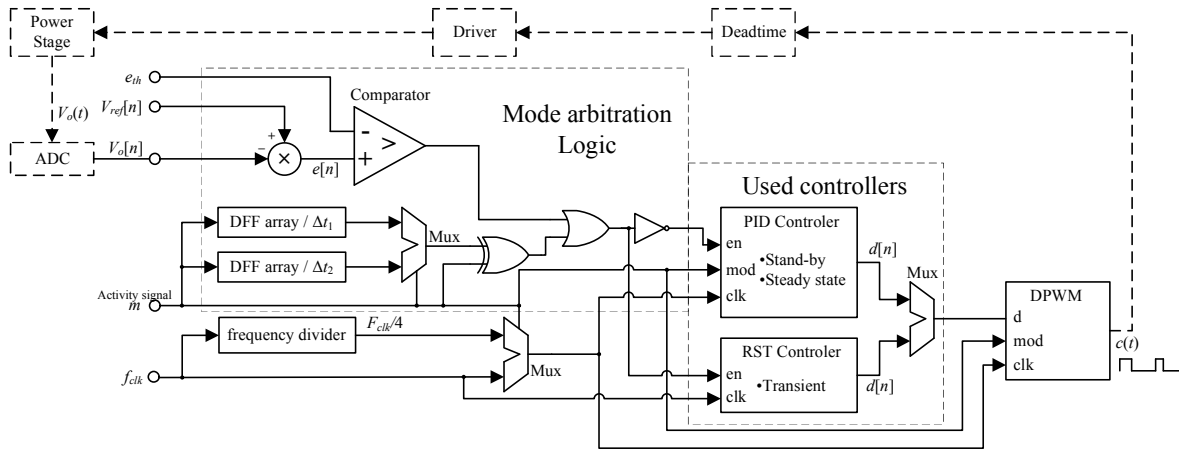 Power
Stage
Driver
Deadtime
e_th
V_ref[n]
V_o(t)
ADC
V_o[n]
+
−
×
e[n]
Comparator
-
+
>
Mode arbitration
Logic
DFF array / Δt_1
DFF array / Δt_2
Mux
Activity signal
m
frequency divider
F_clk/4
f_clk
Mux
Used controllers
PID Controler
en
mod
clk
•Stand-by
•Steady state
d[n]
RST Controler
en
clk
•Transient
d[n]
Mux
DPWM
d
mod
clk
c(t)